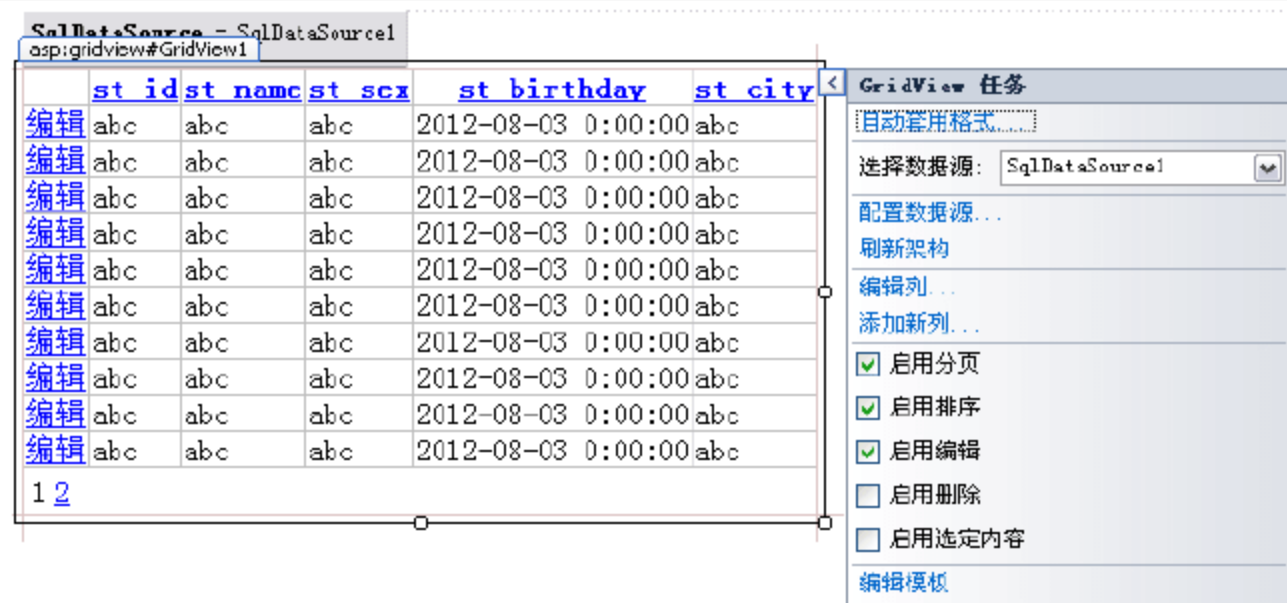 SqlDataSource - SqlDataSource1
asp:gridview#GridView1
st_id st_name st_sex st_birthday st_city
编辑 abc abc abc 2012-08-03 0:00:00 abc
编辑 abc abc abc 2012-08-03 0:00:00 abc
编辑 abc abc abc 2012-08-03 0:00:00 abc
编辑 abc abc abc 2012-08-03 0:00:00 abc
编辑 abc abc abc 2012-08-03 0:00:00 abc
编辑 abc abc abc 2012-08-03 0:00:00 abc
编辑 abc abc abc 2012-08-03 0:00:00 abc
编辑 abc abc abc 2012-08-03 0:00:00 abc
编辑 abc abc abc 2012-08-03 0:00:00 abc
编辑 abc abc abc 2012-08-03 0:00:00 abc
1 2
GridView 任务
自动套用格式...
选择数据源: SqlDataSource1
配置数据源...
刷新架构
编辑列...
添加新列...
启用分页
启用排序
启用编辑
启用删除
启用选定内容
编辑模板